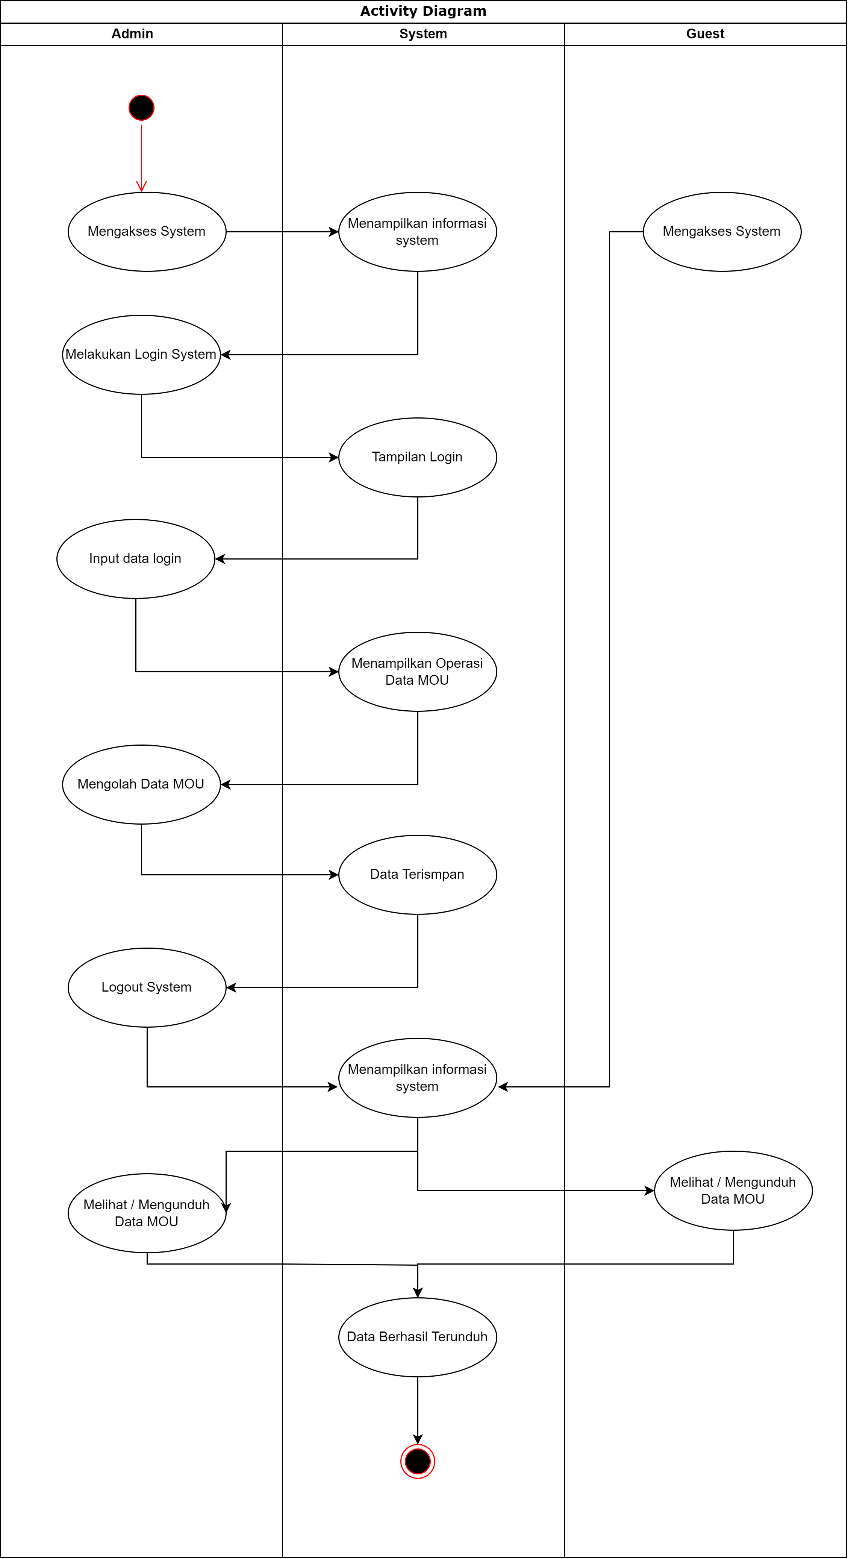 Activity Diagram
Admin
System
Guest
Mengakses System
Menampilkan informasi
system
Mengakses System
Melakukan Login System
Tampilan Login
Input data login
Menampilkan Operasi
Data MOU
Mengolah Data MOU
Data Terismpan
Logout System
Menampilkan informasi
system
Melihat / Mengunduh
Data MOU
Melihat / Mengunduh
Data MOU
Data Berhasil Terunduh